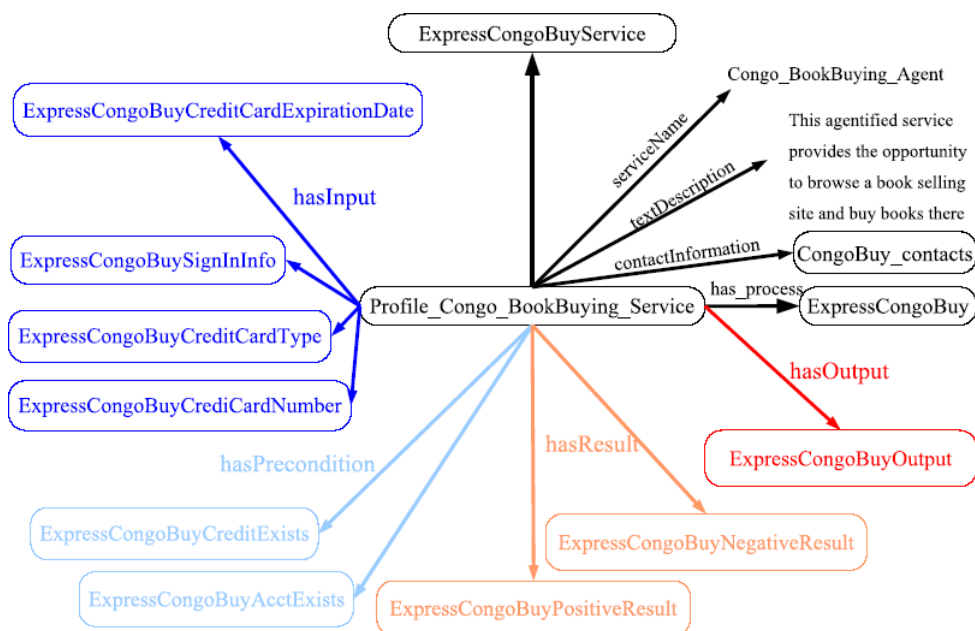 ExpressCongoBuyService
Congo_BookBuying_Agent
ExpressCongoBuyCreditCardExpirationDate
This agentified service
provides the opportunity
to browse a book selling
site and buy books there
serviceName
textDescription
hasInput
contactInformation
CongoBuy_contacts
ExpressCongoBuySignInInfo
has_process
Profile_Congo_BookBuying_Service
ExpressCongoBuy
ExpressCongoBuyCreditCardType
hasOutput
ExpressCongoBuyCrediCardNumber
hasPrecondition
hasResult
ExpressCongoBuyOutput
ExpressCongoBuyCreditExists
ExpressCongoBuyNegativeResult
ExpressCongoBuyAcctExists
ExpressCongoBuyPositiveResult